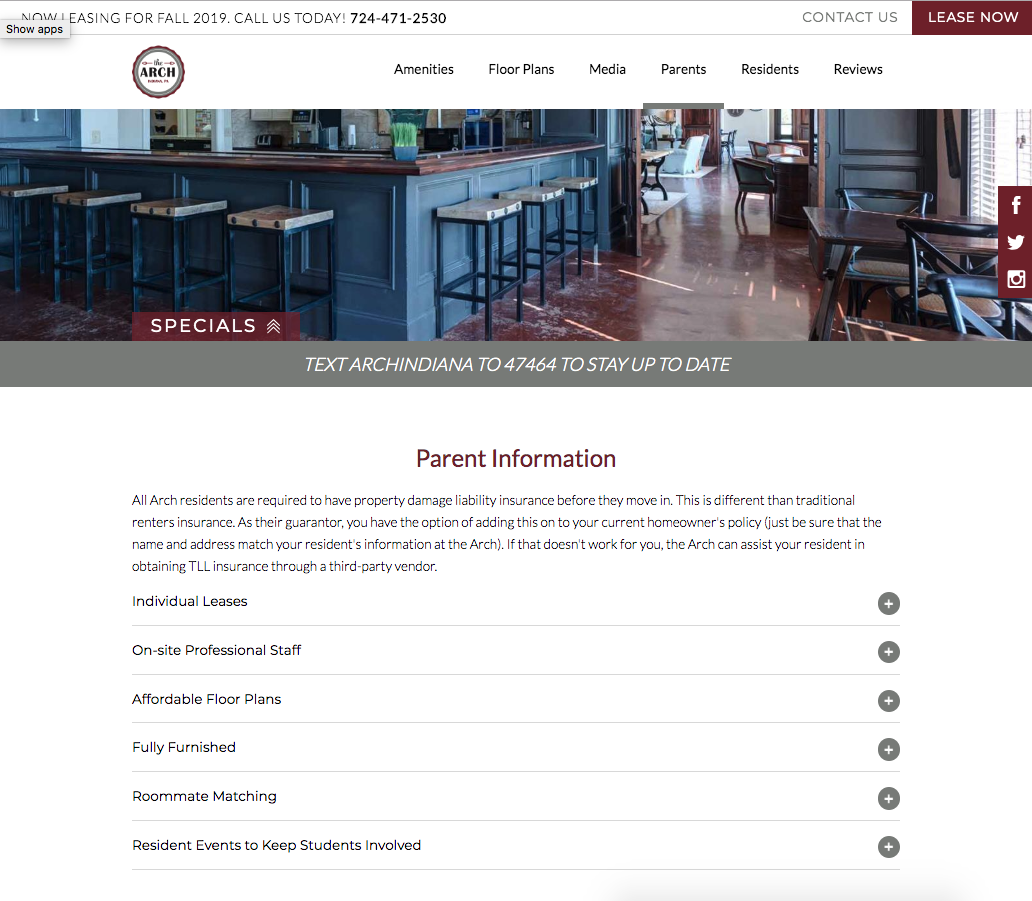 NOW LEASING FOR FALL 2019. CALL US TODAY! 724-471-2530
CONTACT US
LEASE NOW
Show apps
the
ARCH
INDIANA, PA
Amenities
Floor Plans
Media
Parents
Residents
Reviews
SPECIALS
TEXT ARCHINDIANA TO 47464 TO STAY UP TO DATE
Parent Information
All Arch residents are required to have property damage liability insurance before they move in. This is different than traditional
renters insurance. As their guarantor, you have the option of adding this on to your current homeowner's policy (just be sure that the
name and address match your resident's information at the Arch). If that doesn't work for you, the Arch can assist your resident in
obtaining TLL insurance through a third-party vendor.
Individual Leases
On-site Professional Staff
Affordable Floor Plans
Fully Furnished
Roommate Matching
Resident Events to Keep Students Involved